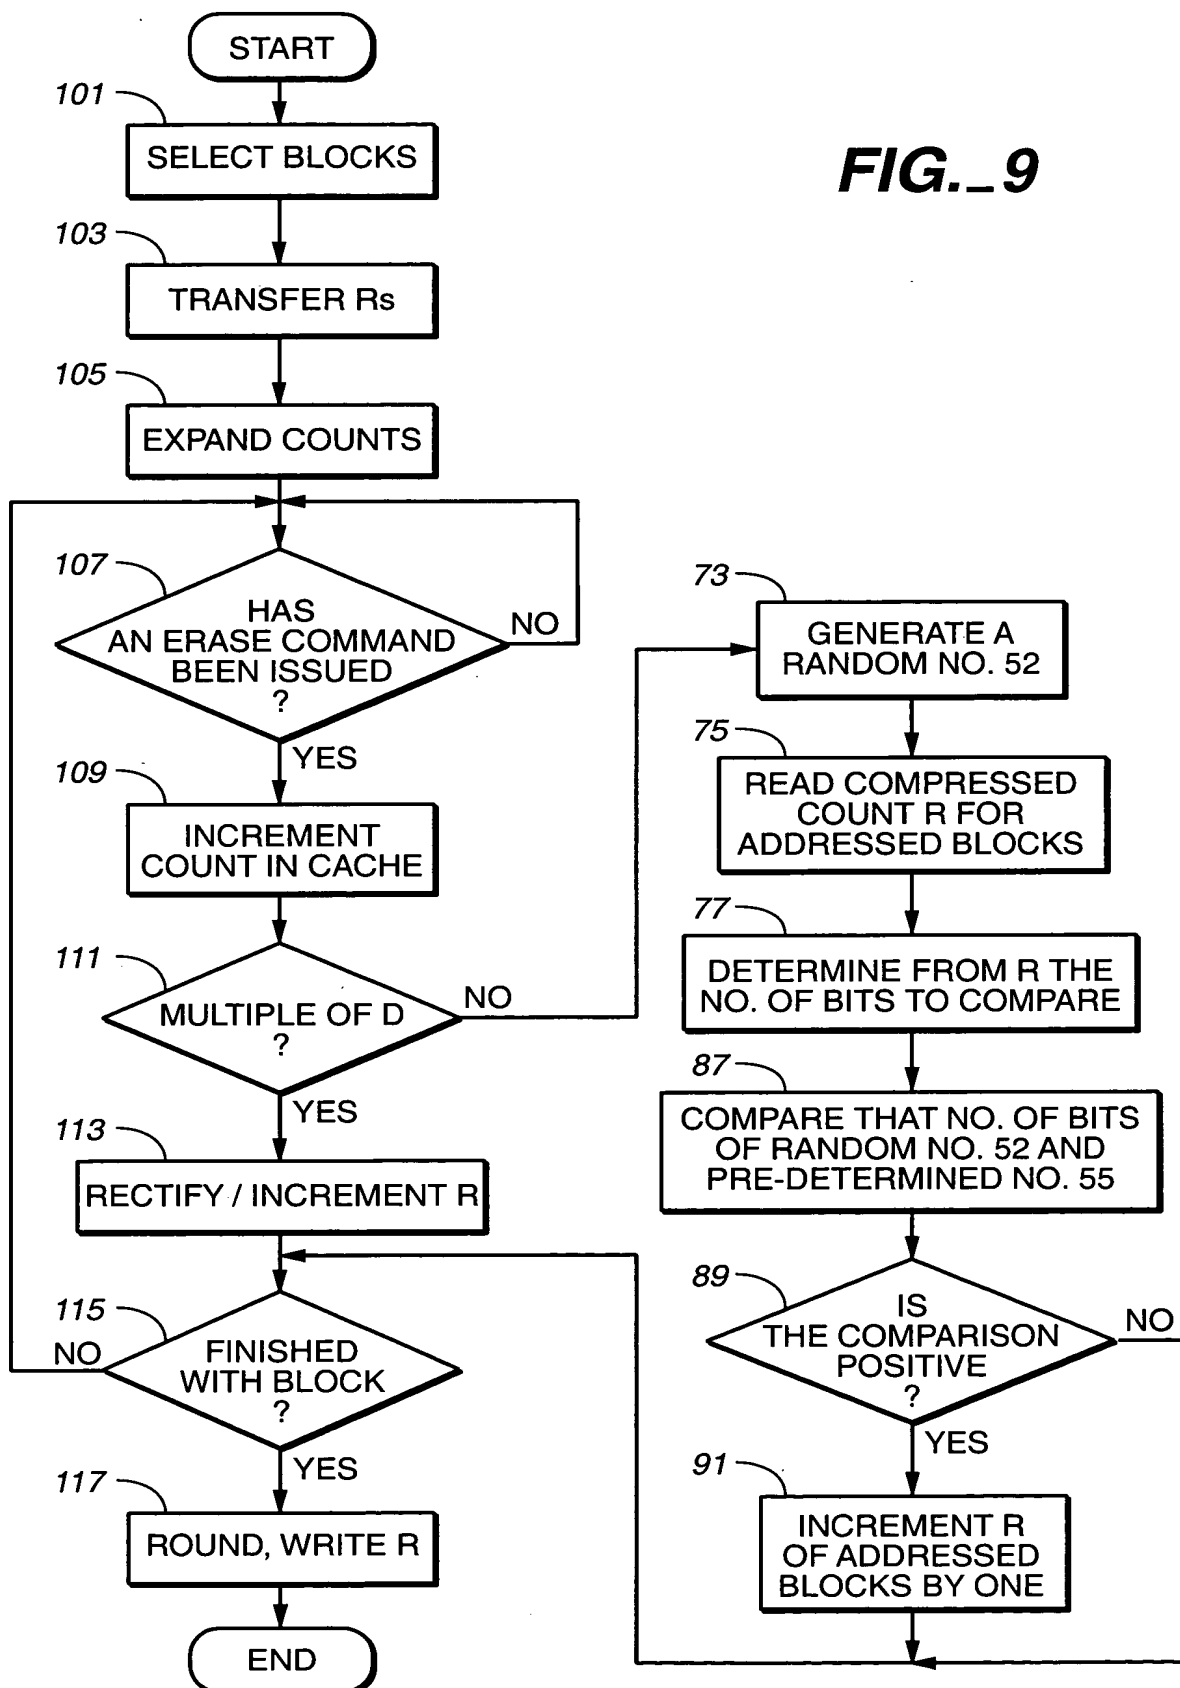 START
101
SELECT BLOCKS
FIG._9
103
TRANSFER Rs
105
EXPAND COUNTS
107
HAS
AN ERASE COMMAND
BEEN ISSUED
?
NO
YES
109
INCREMENT
COUNT IN CACHE
111
MULTIPLE OF D
?
NO
YES
113
RECTIFY / INCREMENT R
115
FINISHED
WITH BLOCK
?
NO
YES
117
ROUND, WRITE R
END
73
GENERATE A
RANDOM NO. 52
75
READ COMPRESSED
COUNT R FOR
ADDRESSED BLOCKS
77
DETERMINE FROM R THE
NO. OF BITS TO COMPARE
87
COMPARE THAT NO. OF BITS
OF RANDOM NO. 52 AND
PRE-DETERMINED NO. 55
89
IS
THE COMPARISON
POSITIVE
?
NO
YES
91
INCREMENT R
OF ADDRESSED
BLOCKS BY ONE